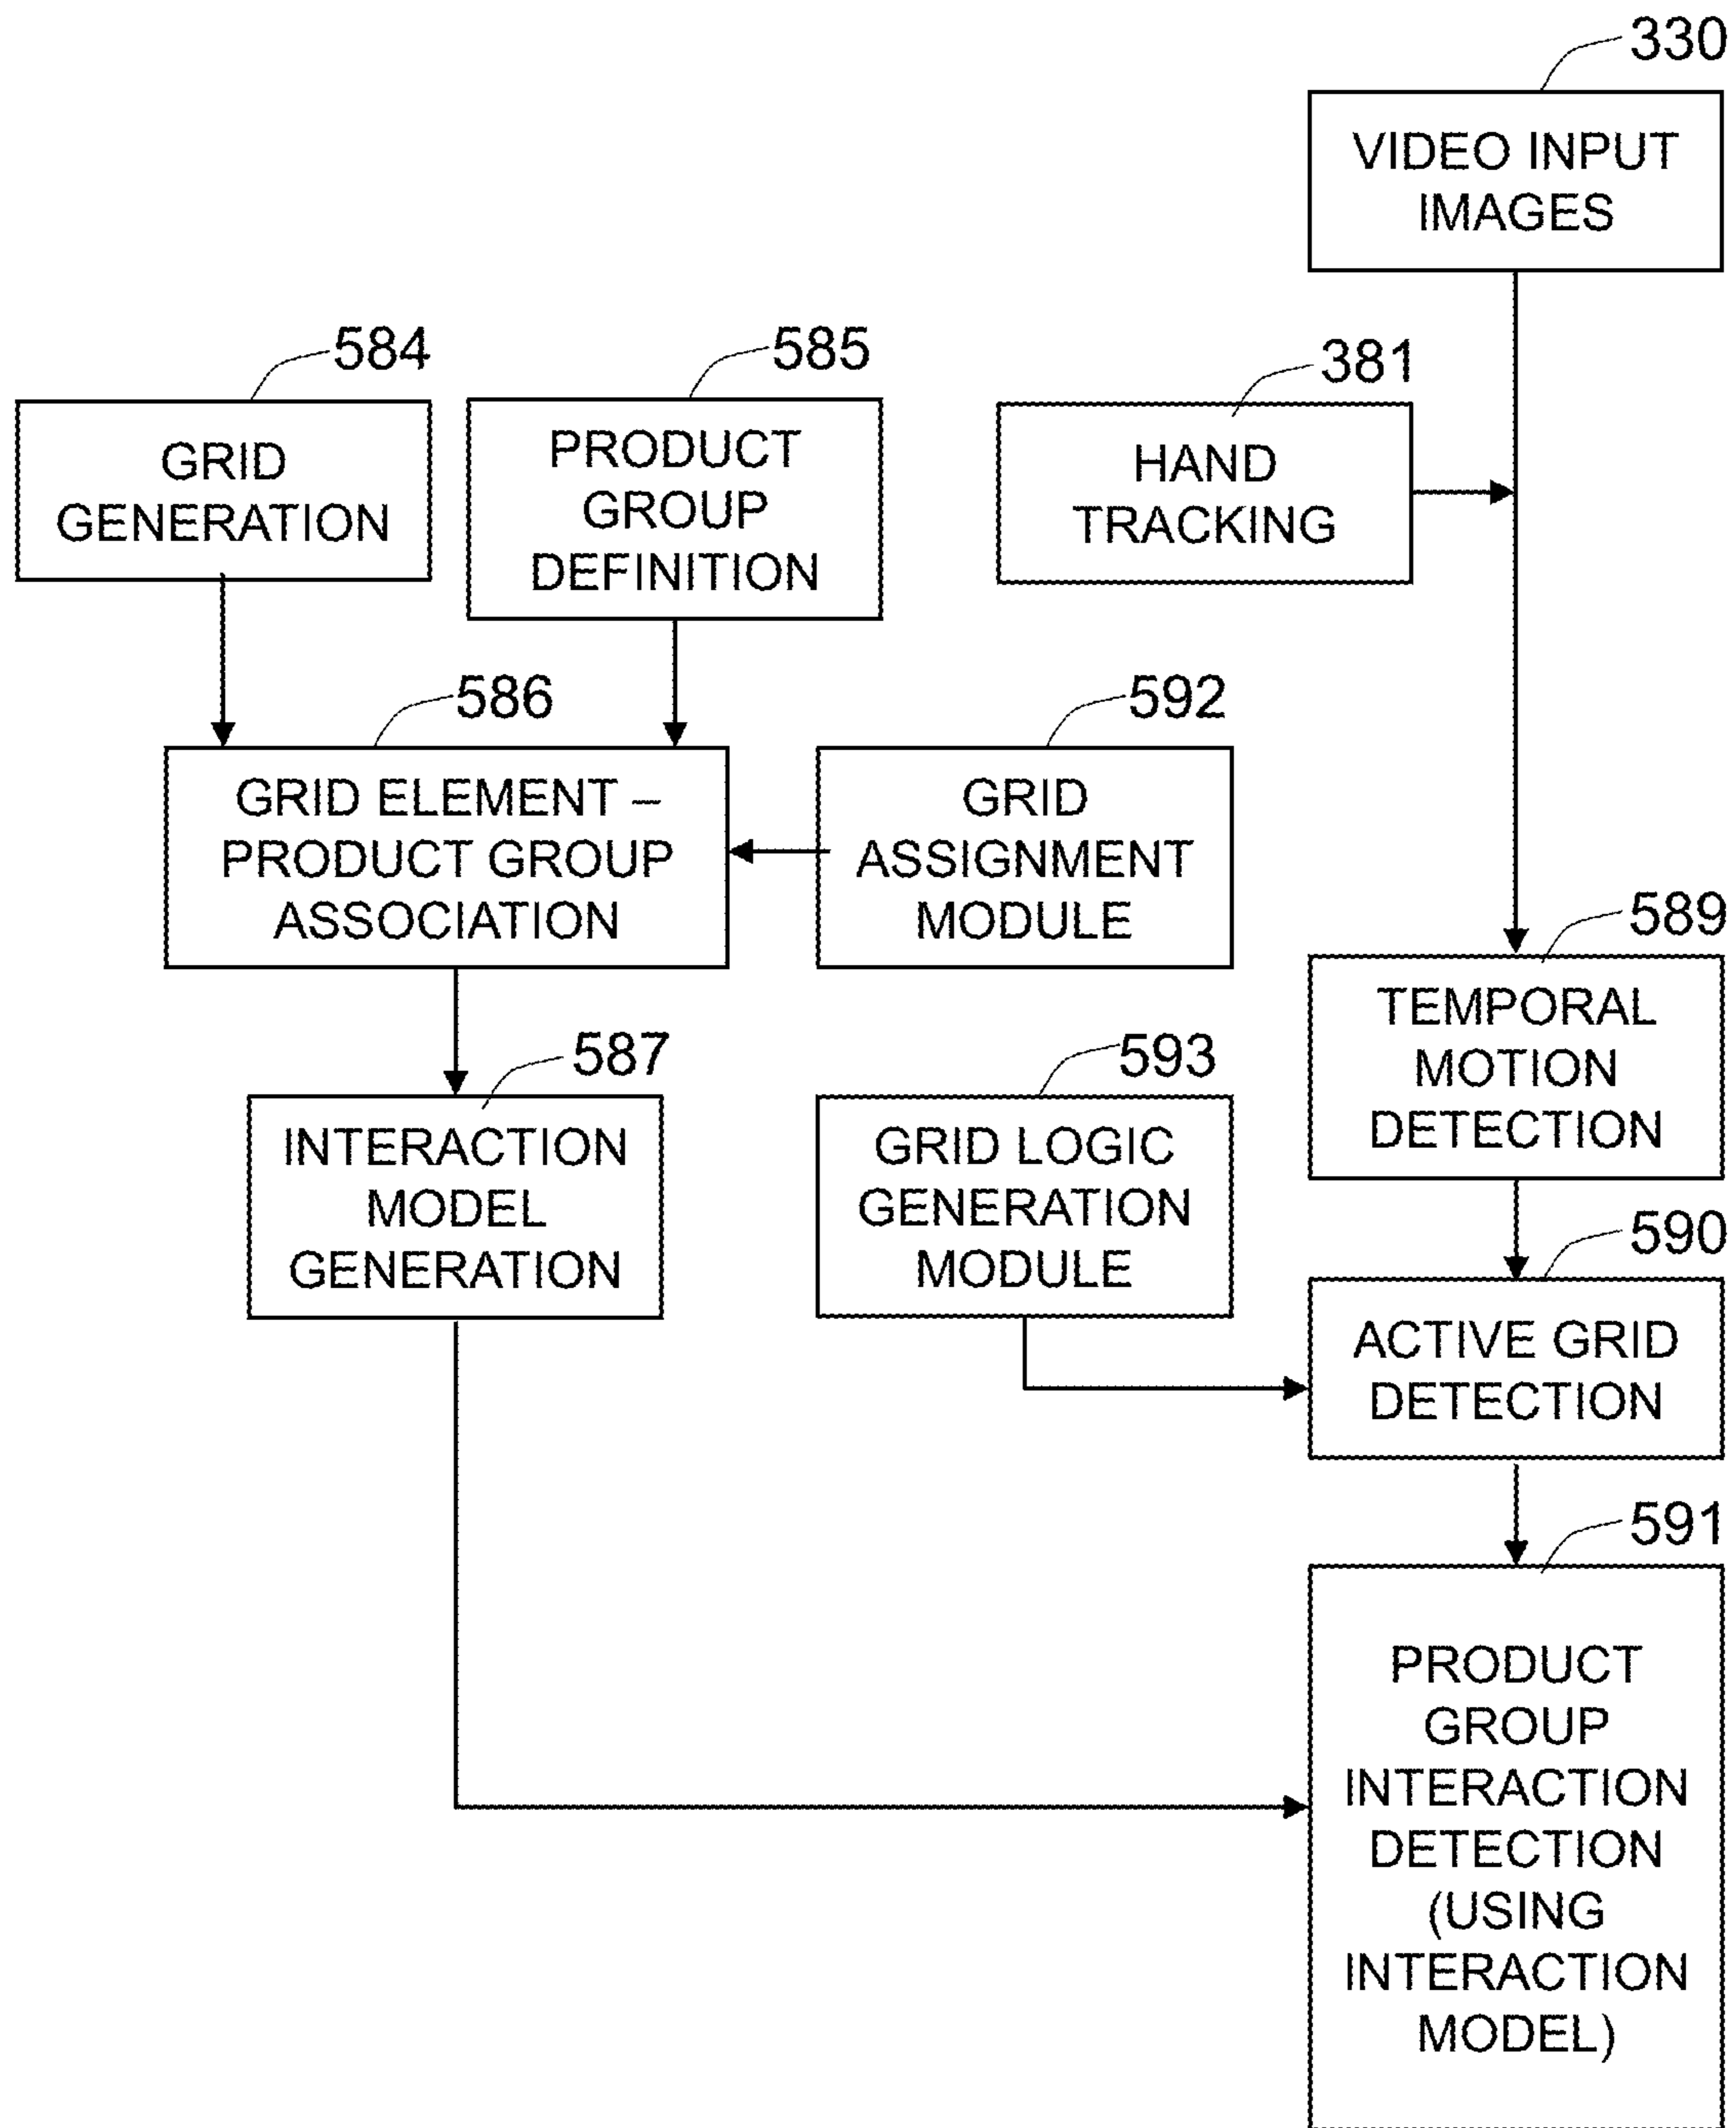 330
VIDEO INPUT
IMAGES
584
GRID
GENERATION
585
PRODUCT
GROUP
DEFINITION
381
HAND
TRACKING
586
GRID ELEMENT –
PRODUCT GROUP
ASSOCIATION
592
GRID
ASSIGNMENT
MODULE
589
TEMPORAL
MOTION
DETECTION
587
INTERACTION
MODEL
GENERATION
593
GRID LOGIC
GENERATION
MODULE
590
ACTIVE GRID
DETECTION
591
PRODUCT
GROUP
INTERACTION
DETECTION
(USING
INTERACTION
MODEL)